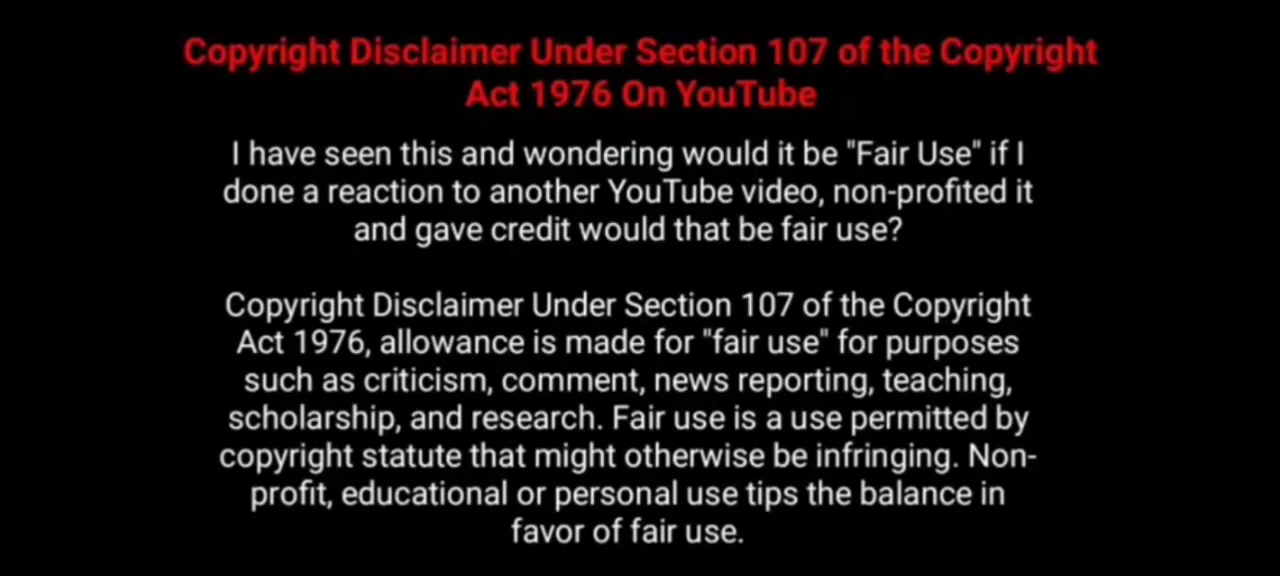 Copyright Disclaimer Under Section 107 of the Copyright
Act 1976 On YouTube
I have seen this and wondering would it be "Fair Use" if I
done a reaction to another YouTube video, non-profited it
and gave credit would that be fair use?
Copyright Disclaimer Under Section 107 of the Copyright
Act 1976, allowance is made for "fair use" for purposes
such as criticism, comment, news reporting, teaching,
scholarship, and research. Fair use is a use permitted by
copyright statute that might otherwise be infringing. Non-
profit, educational or personal use tips the balance in
favor of fair use.